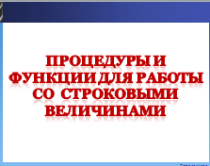 ПРОЦЕДУРЫ И
ФУНКЦИИ ДЛЯ РАБОТЫ
СО СТРОКОВЫМИ
ВЕЛИЧИНАМИ